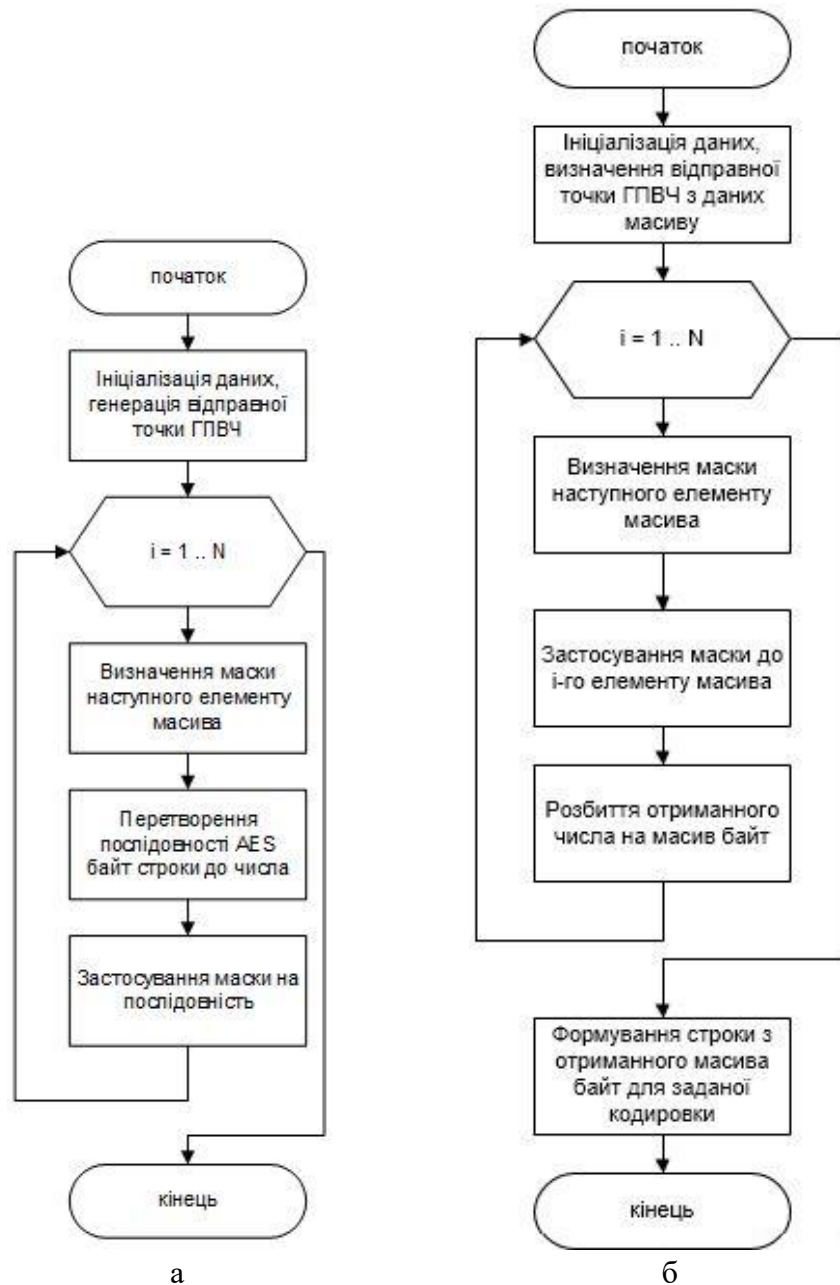 початок
Ініціалізація даних,
генерація відправної
точки ГПВЧ
i = 1 .. N
Визначення маски
наступного елементу
масива
Перетворення
послідовності AES
байт строки до числа
Застосування маски на
послідовність
кінець
а
початок
Ініціалізація даних,
визначення відправної
точки ГПВЧ з даних
масиву
i = 1 .. N
Визначення маски
наступного елементу
масива
Застосування маски до
і-го елементу масива
Розбиття отриманного
числа на масив байт
Формування строки з
отриманного масива
байт для заданої
кодировки
кінець
б